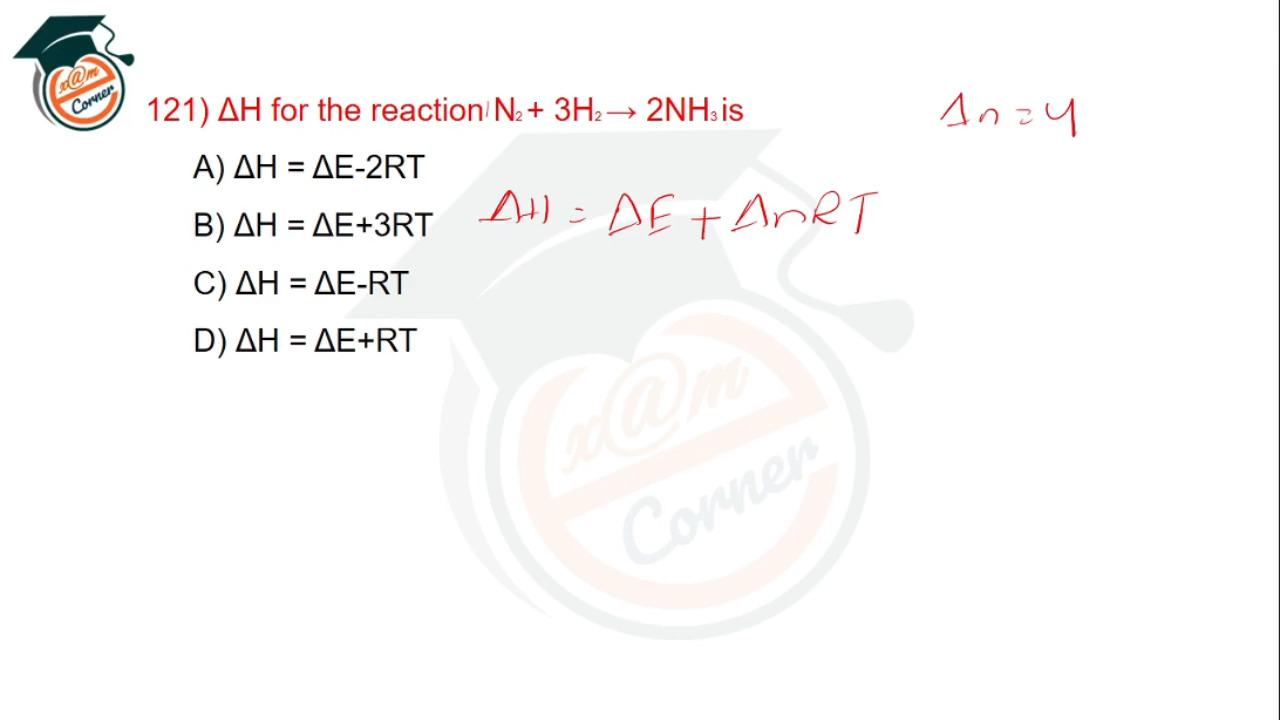 x@m
Corner
121) ΔH for the reaction N₂ + 3H₂ → 2NH₃ is
Δn = 4
A) ΔH = ΔE-2RT
B) ΔH = ΔE+3RT
ΔH = ΔE + ΔnRT
C) ΔH = ΔE-RT
D) ΔH = ΔE+RT
x@m
Corner